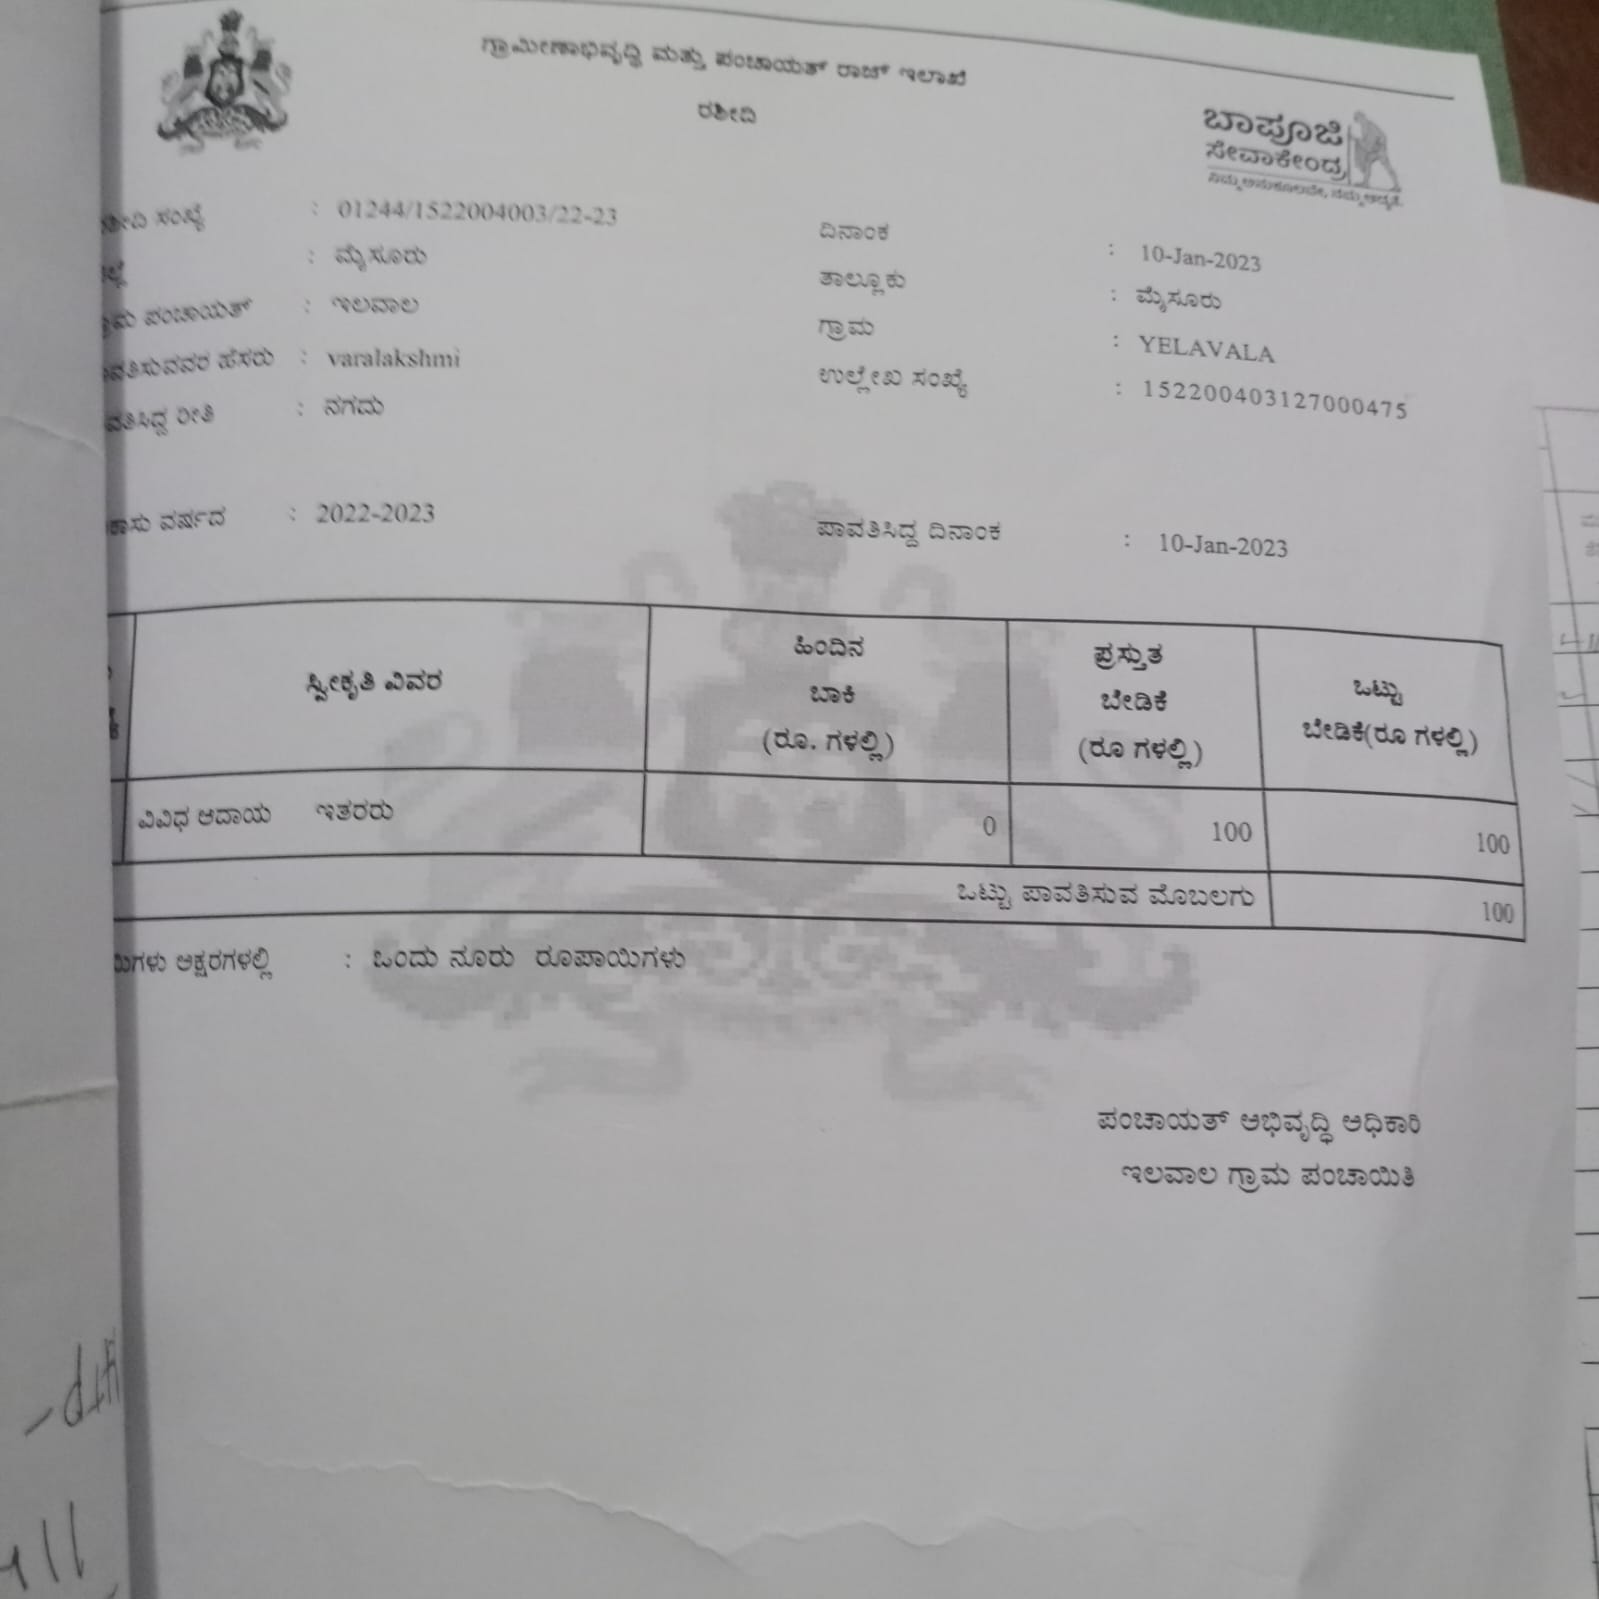 ಗ್ರಾಮೀಣಾಭಿವೃದ್ಧಿ ಮತ್ತು ಪಂಚಾಯತ್ ರಾಜ್ ಇಲಾಖೆ
ರಶೀದಿ
ಬಾಪೂಜಿ
ಸೇವಾಕೇಂದ್ರ
ಸಂಖ್ಯೆ : 01244/1522004003/22-23
ದಿನಾಂಕ : 10-Jan-2023
: ಮೈಸೂರು
ತಾಲ್ಲೂಕು : ಮೈಸೂರು
ಪಂಚಾಯತ್ : ಇಲವಾಲ
ಗ್ರಾಮ : YELAVALA
ಹೆಸರು : varalakshmi
ಉಲ್ಲೇಖ ಸಂಖ್ಯೆ : 152200403127000475
ರೀತಿ : ನಗದು
ವರ್ಷದ : 2022-2023
ಪಾವತಿಸಿದ್ದ ದಿನಾಂಕ : 10-Jan-2023
ಸ್ವೀಕೃತಿ ವಿವರ
ಹಿಂದಿನ
ಬಾಕಿ
(ರೂ. ಗಳಲ್ಲಿ)
ಪ್ರಸ್ತುತ
ಬೇಡಿಕೆ
(ರೂ ಗಳಲ್ಲಿ)
ಒಟ್ಟು
ಬೇಡಿಕೆ(ರೂ ಗಳಲ್ಲಿ)
ವಿವಿಧ ಆದಾಯ ಇತರರು 0 100 100
ಒಟ್ಟು ಪಾವತಿಸುವ ಮೊಬಲಗು 100
ಅಕ್ಷರಗಳಲ್ಲಿ : ಒಂದು ನೂರು ರೂಪಾಯಿಗಳು
ಪಂಚಾಯತ್ ಅಭಿವೃದ್ಧಿ ಅಧಿಕಾರಿ
ಇಲವಾಲ ಗ್ರಾಮ ಪಂಚಾಯಿತಿ